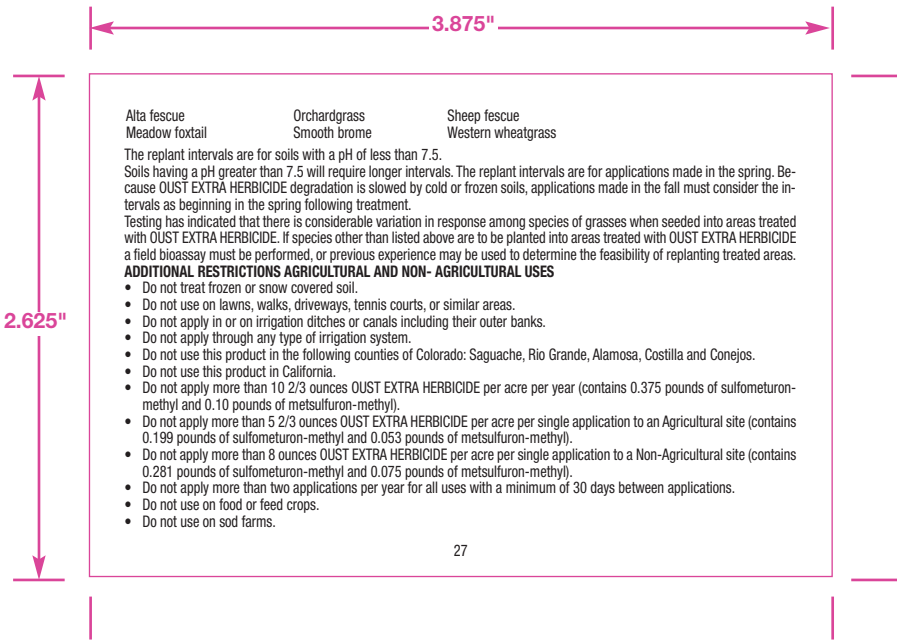 3.875"
2.625"
Alta fescue Orchardgrass Sheep fescue
Meadow foxtail Smooth brome Western wheatgrass
The replant intervals are for soils with a pH of less than 7.5.
Soils having a pH greater than 7.5 will require longer intervals. The replant intervals are for applications made in the spring. Be-
cause OUST EXTRA HERBICIDE degradation is slowed by cold or frozen soils, applications made in the fall must consider the in-
tervals as beginning in the spring following treatment.
Testing has indicated that there is considerable variation in response among species of grasses when seeded into areas treated
with OUST EXTRA HERBICIDE. If species other than listed above are to be planted into areas treated with OUST EXTRA HERBICIDE
a field bioassay must be performed, or previous experience may be used to determine the feasibility of replanting treated areas.
ADDITIONAL RESTRICTIONS AGRICULTURAL AND NON- AGRICULTURAL USES
• Do not treat frozen or snow covered soil.
• Do not use on lawns, walks, driveways, tennis courts, or similar areas.
• Do not apply in or on irrigation ditches or canals including their outer banks.
• Do not apply through any type of irrigation system.
• Do not use this product in the following counties of Colorado: Saguache, Rio Grande, Alamosa, Costilla and Conejos.
• Do not use this product in California.
• Do not apply more than 10 2/3 ounces OUST EXTRA HERBICIDE per acre per year (contains 0.375 pounds of sulfometuron-
methyl and 0.10 pounds of metsulfuron-methyl).
• Do not apply more than 5 2/3 ounces OUST EXTRA HERBICIDE per acre per single application to an Agricultural site (contains
0.199 pounds of sulfometuron-methyl and 0.053 pounds of metsulfuron-methyl).
• Do not apply more than 8 ounces OUST EXTRA HERBICIDE per acre per single application to a Non-Agricultural site (contains
0.281 pounds of sulfometuron-methyl and 0.075 pounds of metsulfuron-methyl).
• Do not apply more than two applications per year for all uses with a minimum of 30 days between applications.
• Do not use on food or feed crops.
• Do not use on sod farms.
27